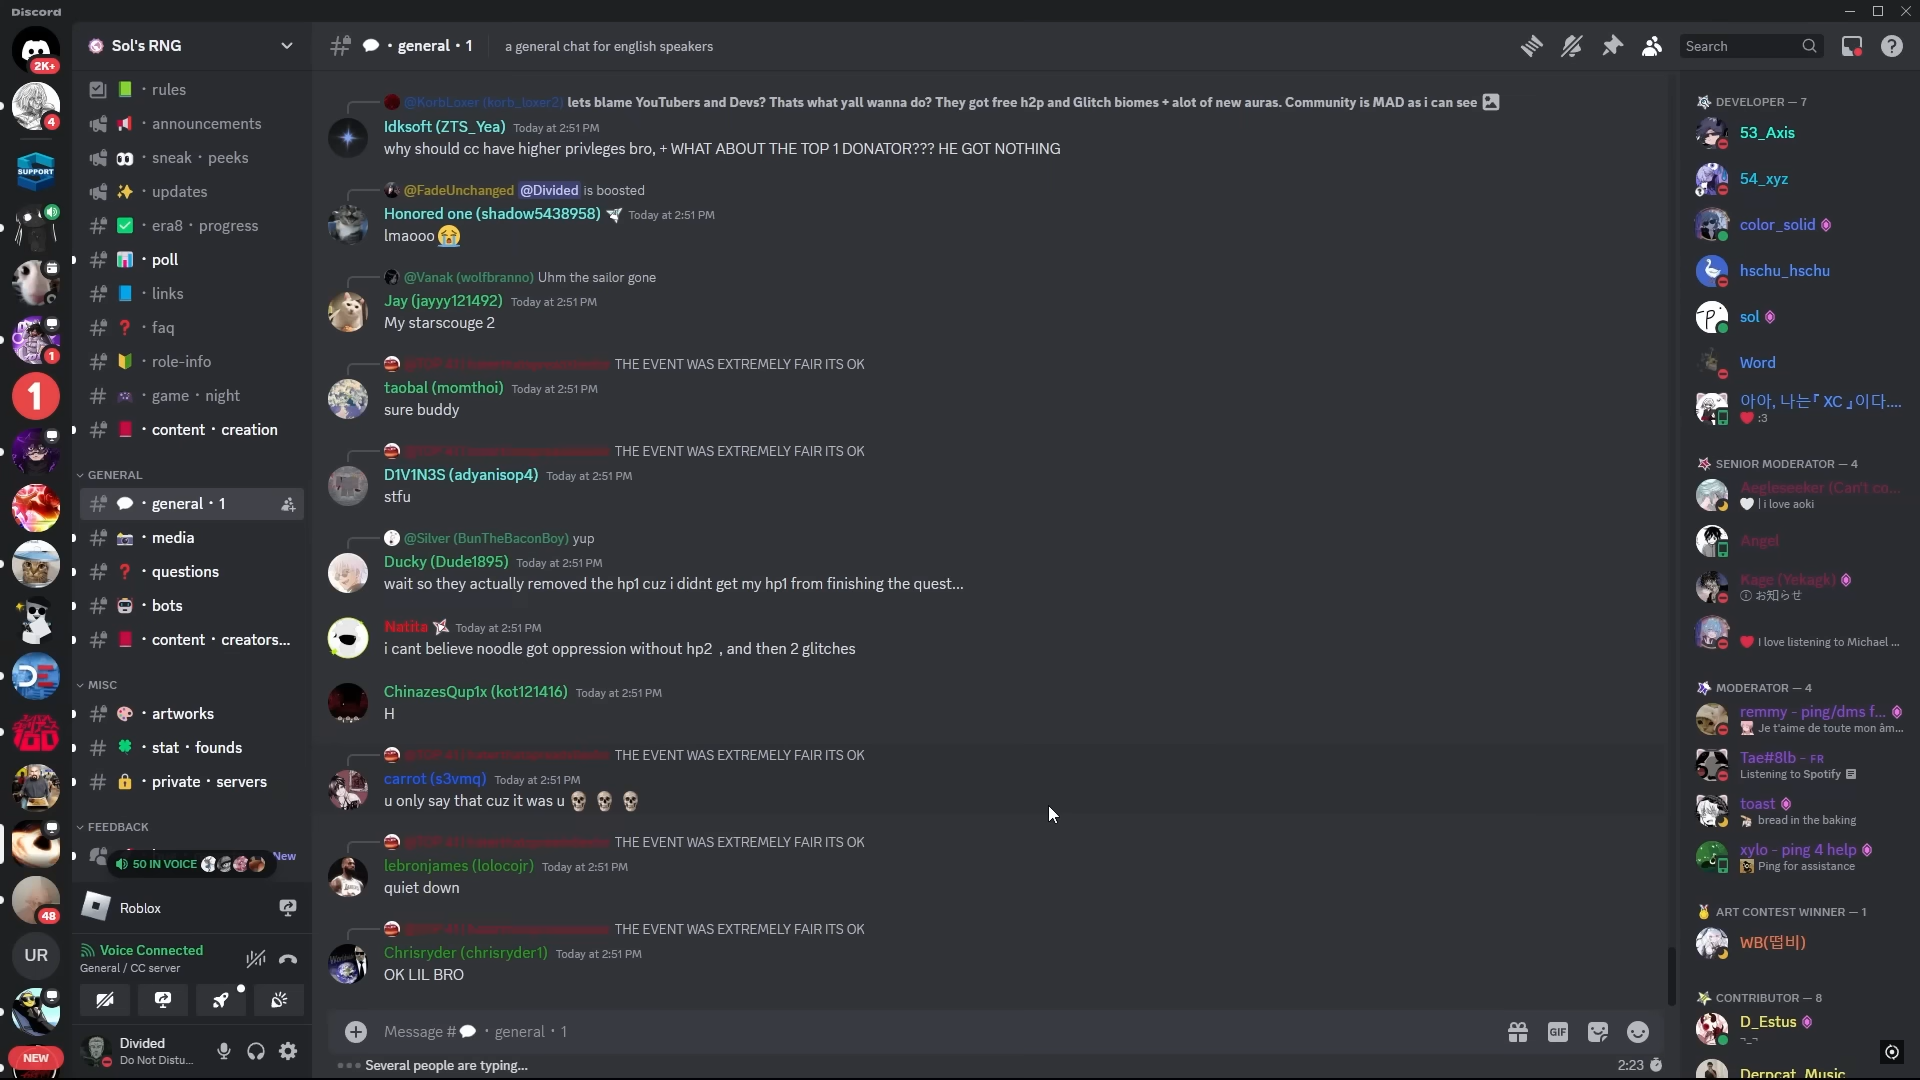 Discord
Sol's RNG
2K+
4
SUPPORT
1
1
48
UR
NEW
· rules
· announcements
· sneak · peeks
· updates
· era8 · progress
· poll
· links
· faq
· role-info
· game · night
· content · creation
GENERAL
· general · 1
· media
· questions
· bots
· content · creators...
MISC
· artworks
· stat · founds
· private · servers
FEEDBACK
50 IN VOICE
New
Roblox
Voice Connected
General / CC server
Divided
Do Not Distu...
· general · 1
a general chat for english speakers
Search
@KorbLoxer (korb_loxer2) lets blame YouTubers and Devs? Thats what yall wanna do? They got free h2p and Glitch biomes + alot of new auras. Community is MAD as i can see
Idksoft (ZTS_Yea) Today at 2:51 PM
why should cc have higher privleges bro, + WHAT ABOUT THE TOP 1 DONATOR??? HE GOT NOTHING
@FadeUnchanged @Divided is boosted
Honored one (shadow5438958) Today at 2:51 PM
lmaooo 😭
@Vanak (wolfbranno) Uhm the sailor gone
Jay (jayyy121492) Today at 2:51 PM
My starscouge 2
THE EVENT WAS EXTREMELY FAIR ITS OK
taobal (momthoi) Today at 2:51 PM
sure buddy
THE EVENT WAS EXTREMELY FAIR ITS OK
D1V1N3S (adyanisop4) Today at 2:51 PM
stfu
@Silver (BunTheBaconBoy) yup
Ducky (Dude1895) Today at 2:51 PM
wait so they actually removed the hp1 cuz i didnt get my hp1 from finishing the quest...
Natita Today at 2:51 PM
i cant believe noodle got oppression without hp2 , and then 2 glitches
ChinazesQup1x (kot121416) Today at 2:51 PM
H
THE EVENT WAS EXTREMELY FAIR ITS OK
carrot (s3vmq) Today at 2:51 PM
u only say that cuz it was u 💀 💀 💀
THE EVENT WAS EXTREMELY FAIR ITS OK
lebronjames (lolocojr) Today at 2:51 PM
quiet down
THE EVENT WAS EXTREMELY FAIR ITS OK
Chrisryder (chrisryder1) Today at 2:51 PM
OK LIL BRO
Message # · general · 1
GIF
Several people are typing...
2:23
DEVELOPER — 7
53_Axis
54_xyz
color_solid
hschu_hschu
sol
Word
아아, 나는『 XC 』이다....
:3
SENIOR MODERATOR — 4
Aegleseeker (Can't co...
| i love aoki
Angel
Kage (Yekagk)
お知らせ
I love listening to Michael ...
MODERATOR — 4
remmy - ping/dms f...
Je t'aime de toute mon âm...
Tae#8lb - FR
Listening to Spotify
toast
bread in the baking
xylo - ping 4 help
Ping for assistance
ART CONTEST WINNER — 1
WB(떱비)
CONTRIBUTOR — 8
D_Estus
¬_¬
Derpcat_Music